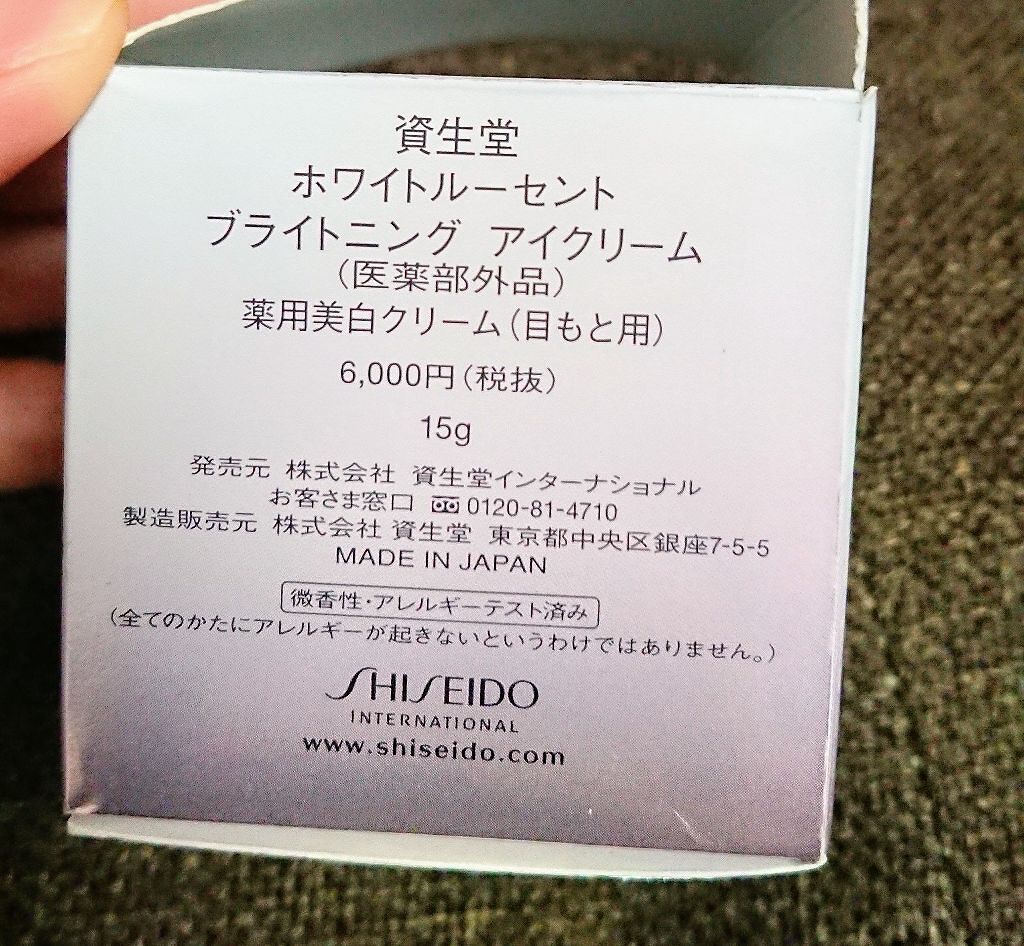 資生堂
ホワイトルーセント
ブライトニング アイクリーム
（医薬部外品）
薬用美白クリーム（目もと用）
6,000円（税抜）
15g
発売元 株式会社 資生堂インターナショナル
お客さま窓口 0120-81-4710
製造販売元 株式会社 資生堂 東京都中央区銀座7-5-5
MADE IN JAPAN
微香性・アレルギーテスト済み
（全てのかたにアレルギーが起きないというわけではありません。）
SHISEIDO
INTERNATIONAL
www.shiseido.com